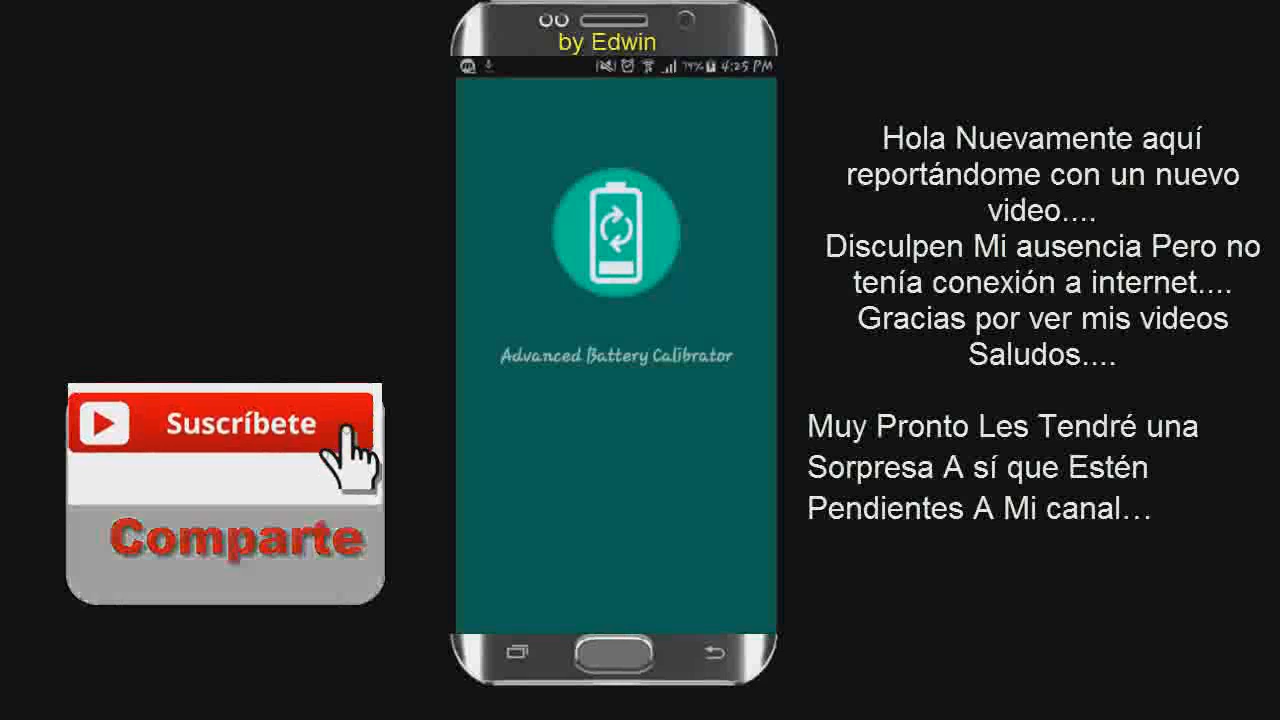 by Edwin
74% 4:25 PM
Advanced Battery Calibrator
Suscríbete
Comparte
Hola Nuevamente aquí
reportándome con un nuevo
video....
Disculpen Mi ausencia Pero no
tenía conexión a internet....
Gracias por ver mis videos
Saludos....
Muy Pronto Les Tendré una
Sorpresa A sí que Estén
Pendientes A Mi canal…